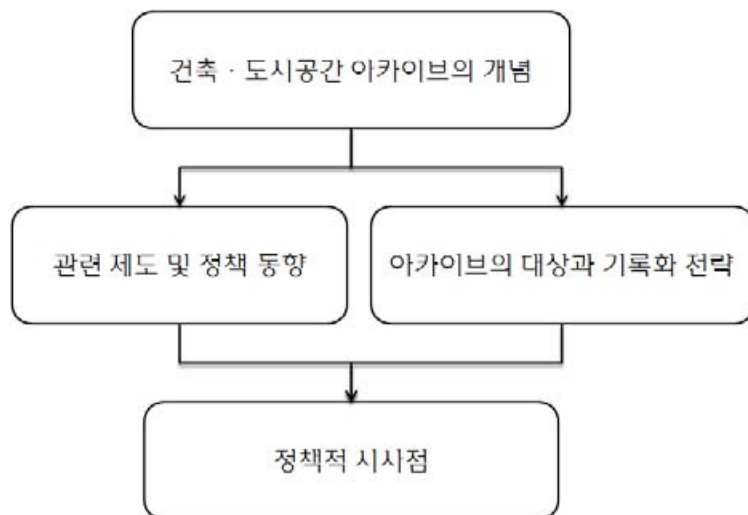 건축 · 도시공간 아카이브의 개념
관련 제도 및 정책 동향
아카이브의 대상과 기록화 전략
정책적 시사점